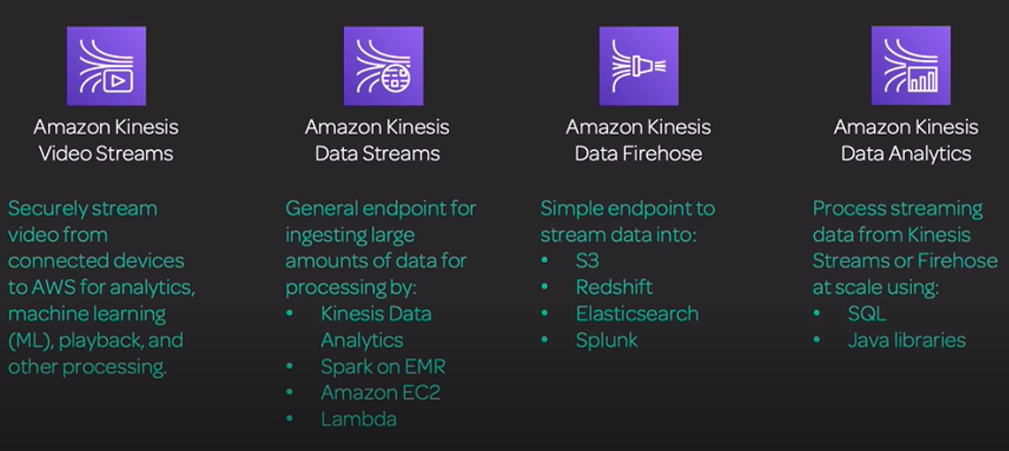 Amazon Kinesis
Video Streams
Securely stream
video from
connected devices
to AWS for analytics,
machine learning
(ML), playback, and
other processing.
Amazon Kinesis
Data Streams
General endpoint for
ingesting large
amounts of data for
processing by:
• Kinesis Data
Analytics
• Spark on EMR
• Amazon EC2
• Lambda
Amazon Kinesis
Data Firehose
Simple endpoint to
stream data into:
• S3
• Redshift
• Elasticsearch
• Splunk
Amazon Kinesis
Data Analytics
Process streaming
data from Kinesis
Streams or Firehose
at scale using:
• SQL
• Java libraries